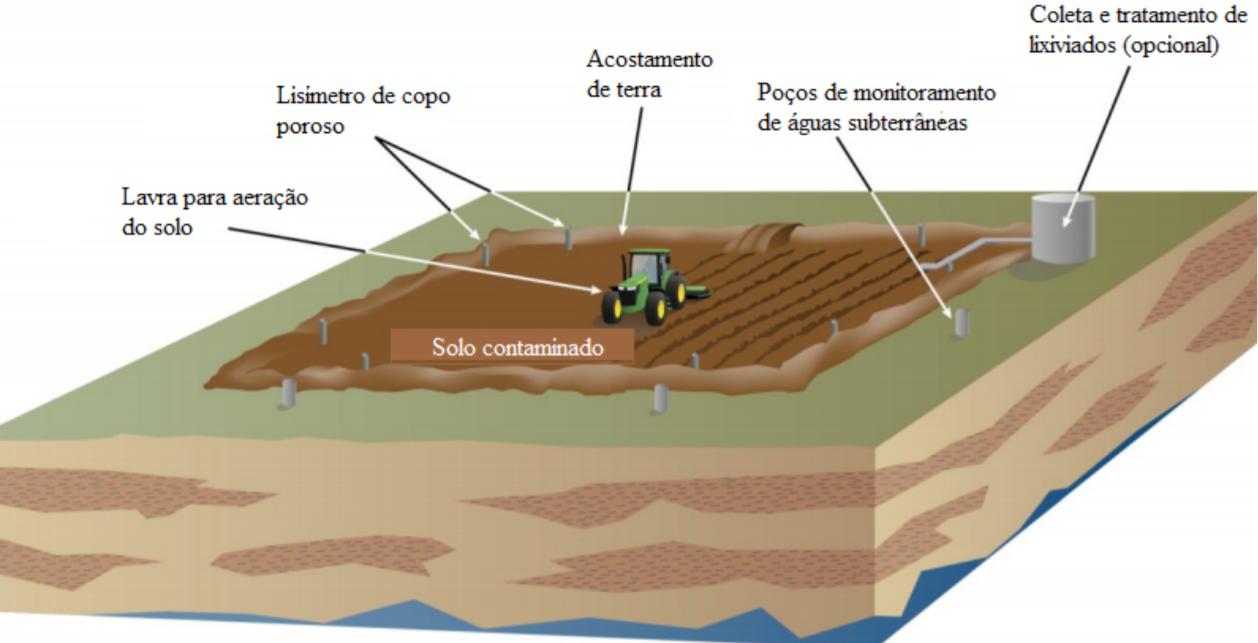 Coleta e tratamento de
lixiviados (opcional)
Acostamento
de terra
Lisimetro de copo
poroso
Poços de monitoramento
de águas subterrâneas
Lavra para aeração
do solo
Solo contaminado